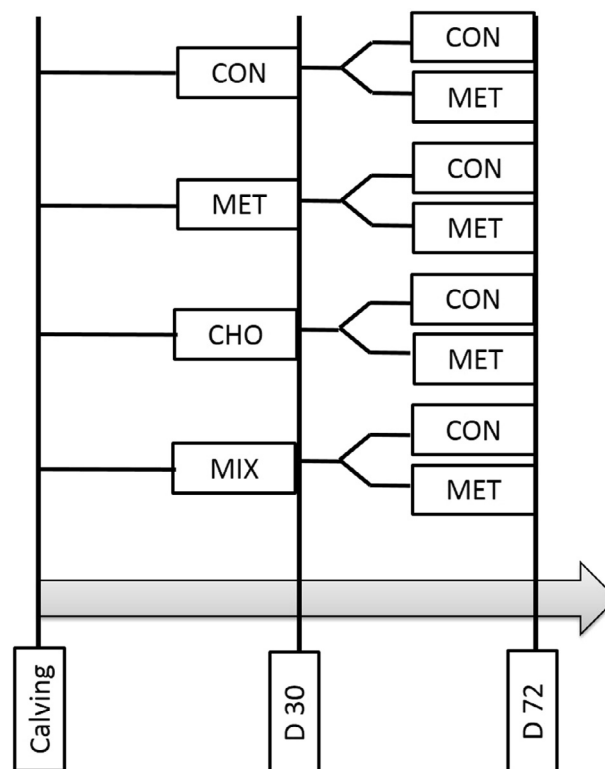 CON
CON
MET
MET
CON
MET
CHO
CON
MET
MIX
CON
MET
Calving
D 30
D 72